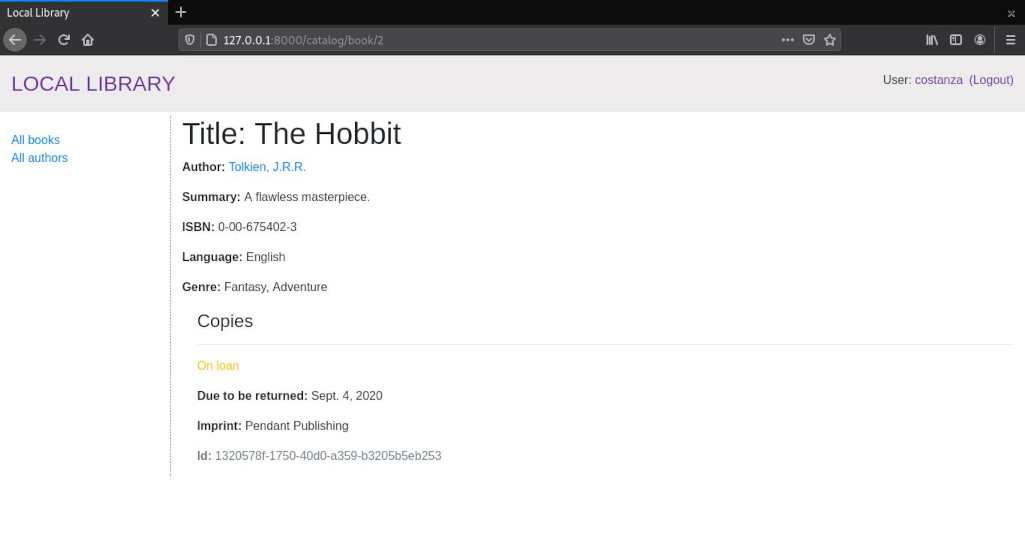 Local Library
127.0.0.1:8000/catalog/book/2
LOCAL LIBRARY
User: costanza (Logout)
All books
All authors
Title: The Hobbit
Author: Tolkien, J.R.R.
Summary: A flawless masterpiece.
ISBN: 0-00-675402-3
Language: English
Genre: Fantasy, Adventure
Copies
On loan
Due to be returned: Sept. 4, 2020
Imprint: Pendant Publishing
Id: 1320578f-1750-40d0-a359-b3205b5eb253